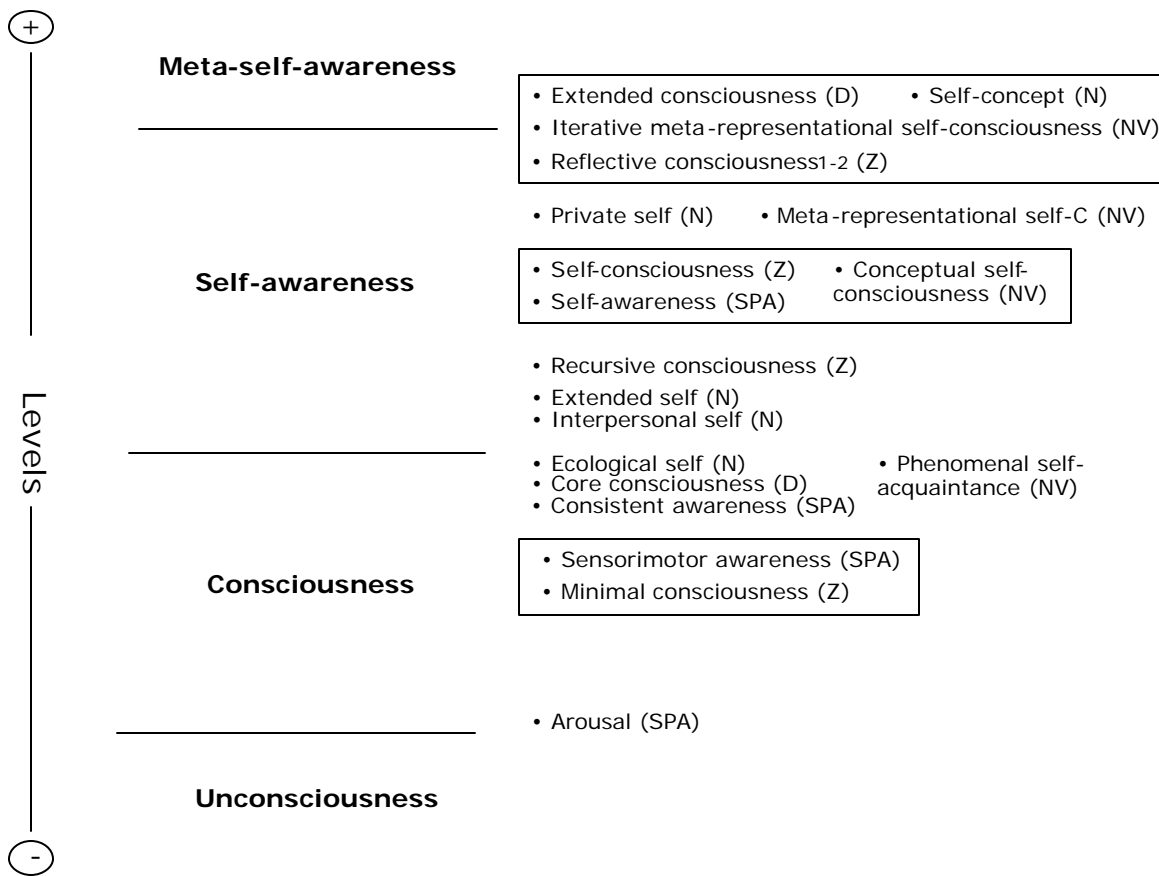 +
Meta-self-awareness
• Extended consciousness (D) • Self-concept (N)
• Iterative meta-representational self-consciousness (NV)
• Reflective consciousness1-2 (Z)
• Private self (N) • Meta-representational self-C (NV)
Self-awareness
• Self-consciousness (Z)
• Self-awareness (SPA)
• Conceptual self-
consciousness (NV)
• Recursive consciousness (Z)
• Extended self (N)
• Interpersonal self (N)
Levels
• Ecological self (N)
• Core consciousness (D)
• Consistent awareness (SPA)
• Phenomenal self-
acquaintance (NV)
Consciousness
• Sensorimotor awareness (SPA)
• Minimal consciousness (Z)
• Arousal (SPA)
Unconsciousness
-